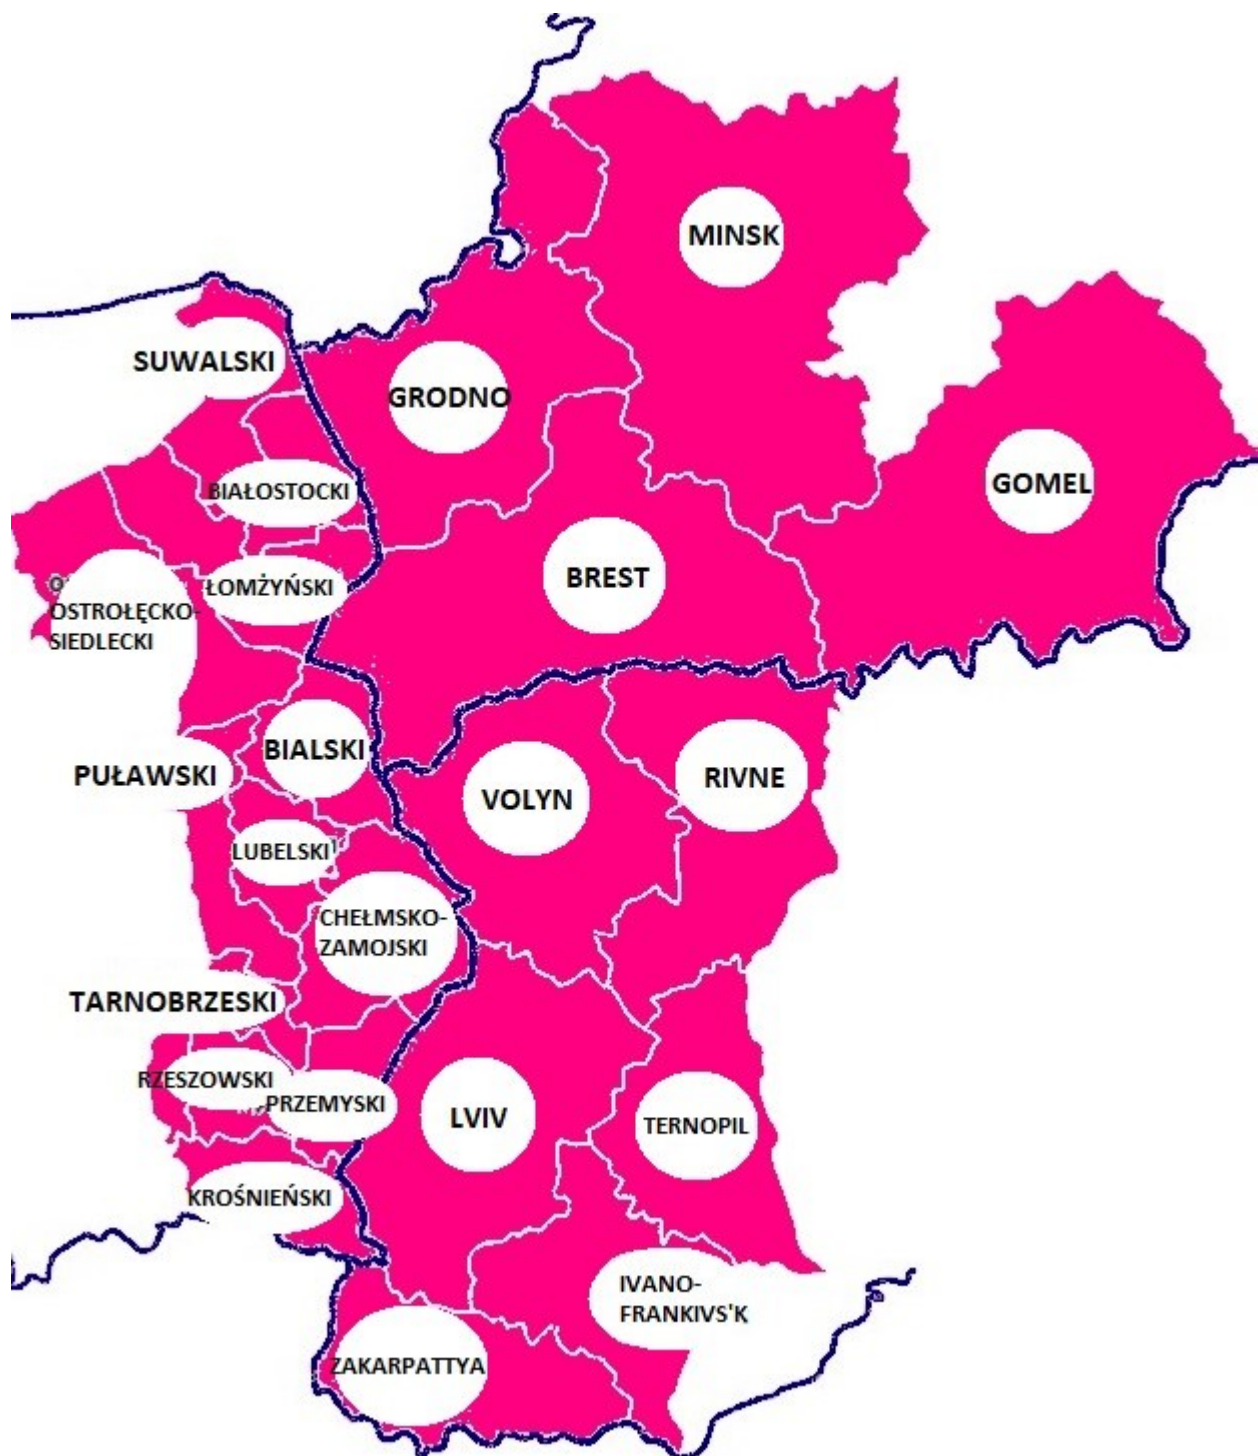 MINSK
SUWALSKI
GRODNO
GOMEL
BIAŁOSTOCKI
BREST
ŁOMŻYŃSKI
OSTROŁĘCKO-
SIEDLECKI
BIALSKI
PUŁAWSKI
RIVNE
VOLYN
LUBELSKI
CHEŁMSKO-
ZAMOJSKI
TARNOBRZESKI
RZESZOWSKI
PRZEMYSKI
LVIV
TERNOPIL
KROŚNIEŃSKI
IVANO-
FRANKIVS'K
ZAKARPATTYA